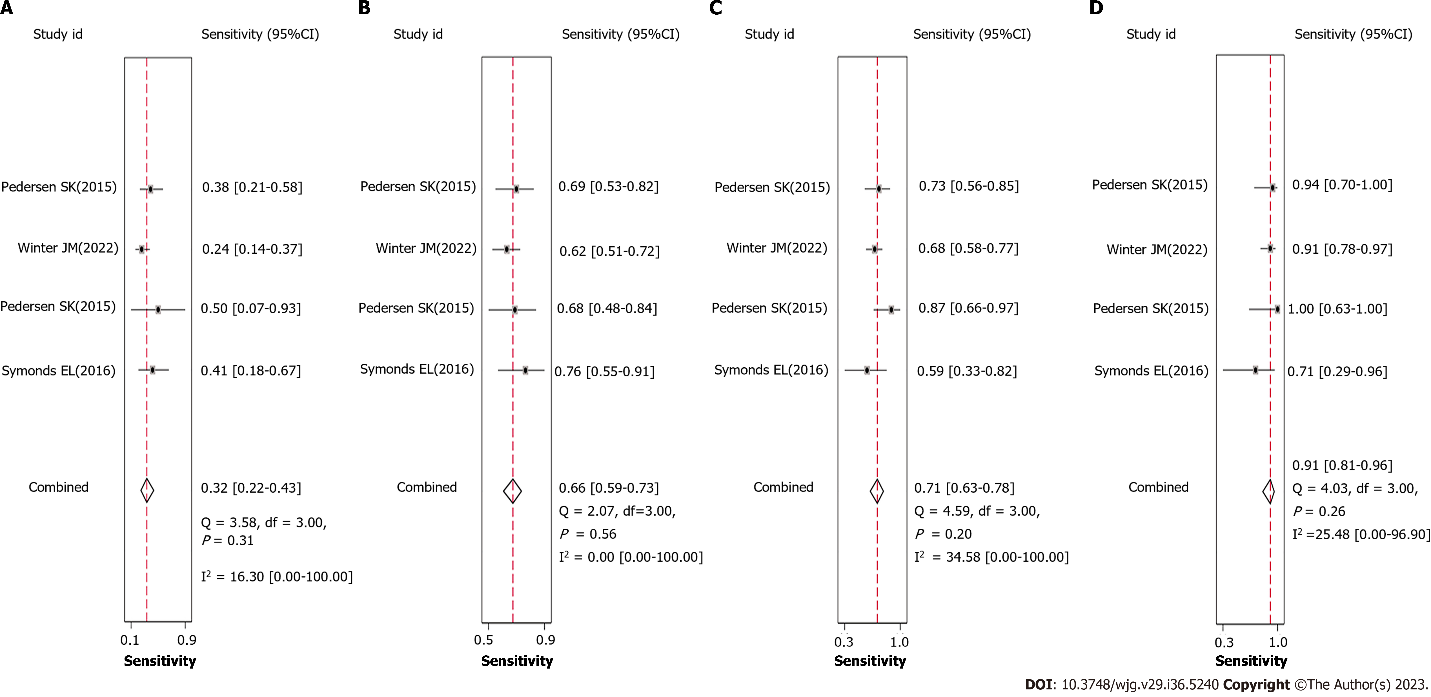 A
Study id Sensitivity (95%CI)
Pedersen SK(2015) 0.38 [0.21-0.58]
Winter JM(2022) 0.24 [0.14-0.37]
Pedersen SK(2015) 0.50 [0.07-0.93]
Symonds EL(2016) 0.41 [0.18-0.67]
Combined 0.32 [0.22-0.43]
Q = 3.58, df = 3.00,
P = 0.31
I² = 16.30 [0.00-100.00]
0.1 0.9
Sensitivity
B
Study id Sensitivity (95%CI)
Pedersen SK(2015) 0.69 [0.53-0.82]
Winter JM(2022) 0.62 [0.51-0.72]
Pedersen SK(2015) 0.68 [0.48-0.84]
Symonds EL(2016) 0.76 [0.55-0.91]
Combined 0.66 [0.59-0.73]
Q = 2.07, df=3.00,
P = 0.56
I² = 0.00 [0.00-100.00]
0.5 0.9
Sensitivity
C
Study id Sensitivity (95%CI)
Pedersen SK(2015) 0.73 [0.56-0.85]
Winter JM(2022) 0.68 [0.58-0.77]
Pedersen SK(2015) 0.87 [0.66-0.97]
Symonds EL(2016) 0.59 [0.33-0.82]
Combined 0.71 [0.63-0.78]
Q = 4.59, df = 3.00,
P = 0.20
I² = 34.58 [0.00-100.00]
0.3 1.0
Sensitivity
D
Study id Sensitivity (95%CI)
Pedersen SK(2015) 0.94 [0.70-1.00]
Winter JM(2022) 0.91 [0.78-0.97]
Pedersen SK(2015) 1.00 [0.63-1.00]
Symonds EL(2016) 0.71 [0.29-0.96]
Combined 0.91 [0.81-0.96]
Q = 4.03, df = 3.00,
P = 0.26
I² =25.48 [0.00-96.90]
0.3 1.0
Sensitivity
DOI: 10.3748/wjg.v29.i36.5240 Copyright ©The Author(s) 2023.